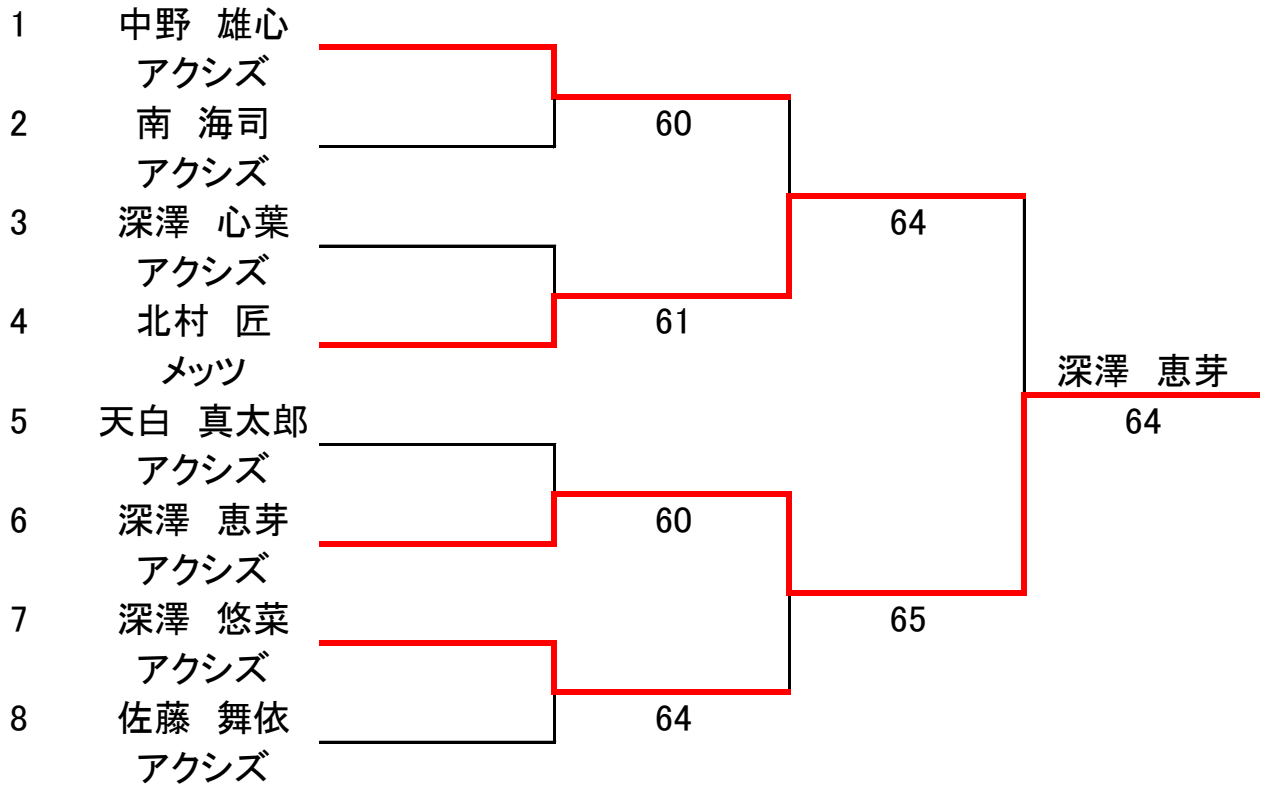 1 中野 雄心
アクシズ
2 南 海司 60
アクシズ
3 深澤 心葉 64
アクシズ
4 北村 匠 61
メッツ 深澤 恵芽
5 天白 真太郎 64
アクシズ
6 深澤 恵芽 60
アクシズ
7 深澤 悠菜 65
アクシズ
8 佐藤 舞依 64
アクシズ